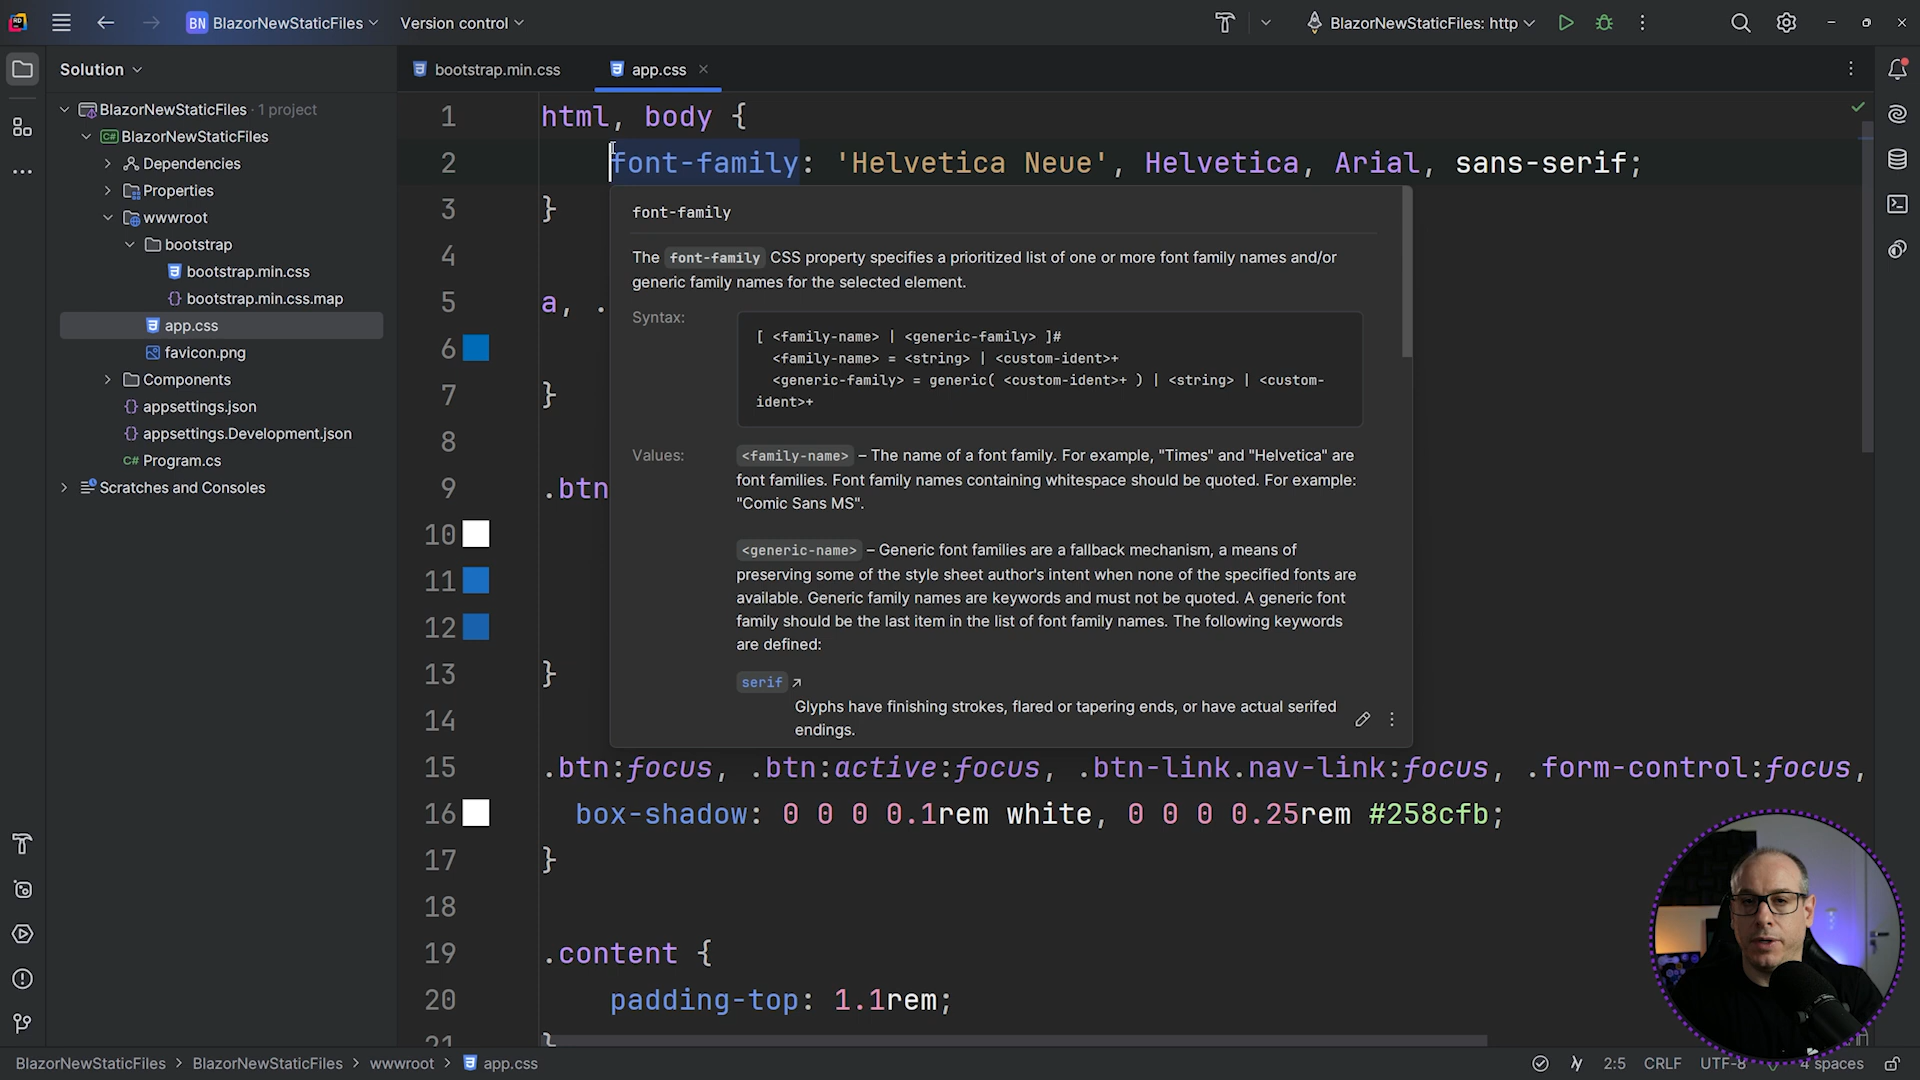 BN BlazorNewStaticFiles Version control BlazorNewStaticFiles: http
Solution bootstrap.min.css app.css
BlazorNewStaticFiles · 1 project
BlazorNewStaticFiles
Dependencies
Properties
wwwroot
bootstrap
bootstrap.min.css
bootstrap.min.css.map
app.css
favicon.png
Components
appsettings.json
appsettings.Development.json
C# Program.cs
Scratches and Consoles
1 html, body {
2 font-family: 'Helvetica Neue', Helvetica, Arial, sans-serif;
3 }
4
5 a, .
6
7 }
8
9 .btn
10
11
12
13 }
14
15 .btn:focus, .btn:active:focus, .btn-link.nav-link:focus, .form-control:focus,
16 box-shadow: 0 0 0 0.1rem white, 0 0 0 0.25rem #258cfb;
17 }
18
19 .content {
20 padding-top: 1.1rem;
21 }
font-family
The font-family CSS property specifies a prioritized list of one or more font family names and/or
generic family names for the selected element.
Syntax:
[ <family-name> | <generic-family> ]#
<family-name> = <string> | <custom-ident>+
<generic-family> = generic( <custom-ident>+ ) | <string> | <custom-
ident>+
Values: <family-name> – The name of a font family. For example, "Times" and "Helvetica" are
font families. Font family names containing whitespace should be quoted. For example:
"Comic Sans MS".
<generic-name> – Generic font families are a fallback mechanism, a means of
preserving some of the style sheet author's intent when none of the specified fonts are
available. Generic family names are keywords and must not be quoted. A generic font
family should be the last item in the list of font family names. The following keywords
are defined:
serif ↗
Glyphs have finishing strokes, flared or tapering ends, or have actual serifed
endings.
BlazorNewStaticFiles > BlazorNewStaticFiles > wwwroot > app.css 2:5 CRLF UTF-8 4 spaces